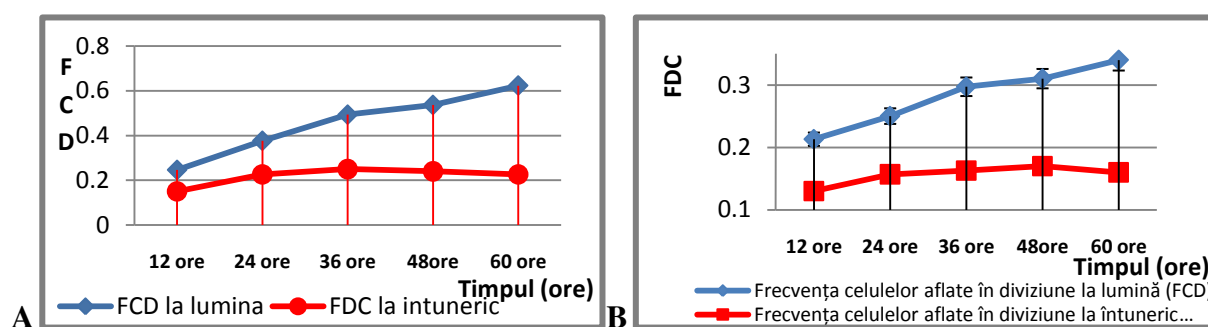 0.8
0.6
0.4
0.2
0
F
C
D
12 ore 24 ore 36 ore 48ore 60 ore
Timpul (ore)
FCD la lumina FDC la intuneric
A
FDC
0.3
0.2
0.1
12 ore 24 ore 36 ore 48ore 60 ore
Timpul (ore)
Frecvența celulelor aflate în diviziune la lumină (FCD)
Frecvența celulelor aflate în diviziune la întuneric...
B